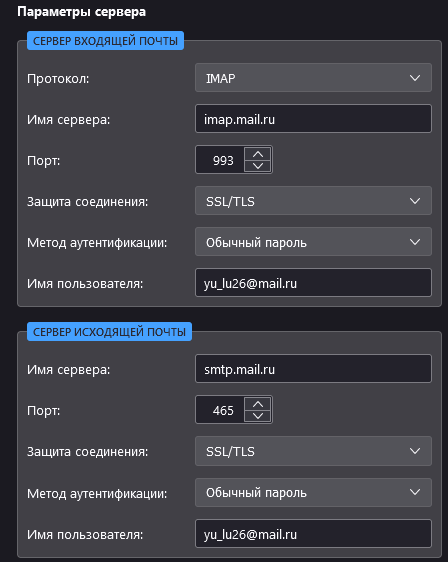 Параметры сервера
СЕРВЕР ВХОДЯЩЕЙ ПОЧТЫ
Протокол: IMAP
Имя сервера: imap.mail.ru
Порт: 993
Защита соединения: SSL/TLS
Метод аутентификации: Обычный пароль
Имя пользователя: yu_lu26@mail.ru
СЕРВЕР ИСХОДЯЩЕЙ ПОЧТЫ
Имя сервера: smtp.mail.ru
Порт: 465
Защита соединения: SSL/TLS
Метод аутентификации: Обычный пароль
Имя пользователя: yu_lu26@mail.ru